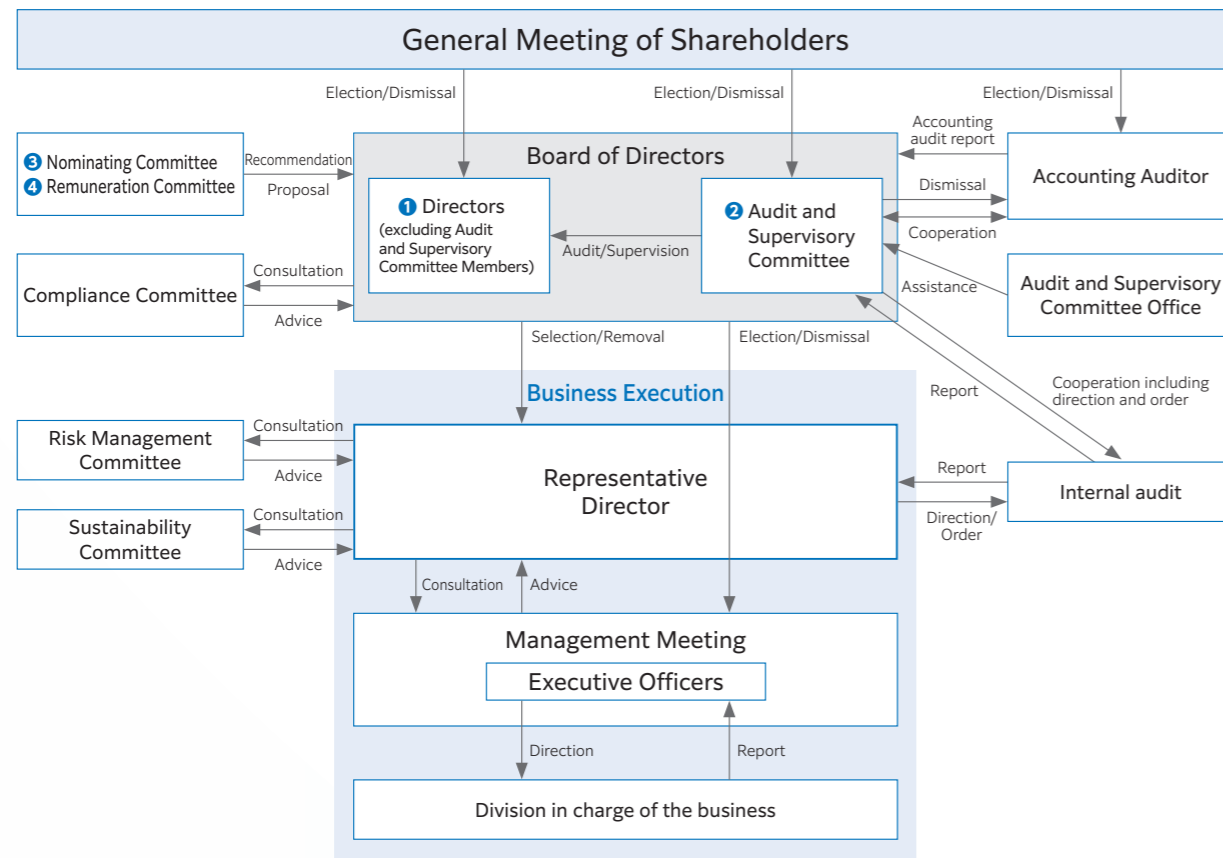 General Meeting of Shareholders
Election/Dismissal
Election/Dismissal
Election/Dismissal
❸ Nominating Committee
❹ Remuneration Committee
Recommendation
Proposal
Board of Directors
❶ Directors
(excluding Audit
and Supervisory
Committee Members)
Audit/Supervision
❷ Audit and
Supervisory
Committee
Accounting
audit report
Dismissal
Cooperation
Accounting Auditor
Compliance Committee
Consultation
Advice
Assistance
Audit and Supervisory
Committee Office
Selection/Removal
Election/Dismissal
Report
Cooperation including
direction and order
Business Execution
Risk Management
Committee
Consultation
Advice
Representative
Director
Report
Direction/
Order
Internal audit
Sustainability
Committee
Consultation
Advice
Consultation
Advice
Management Meeting
Executive Officers
Direction
Report
Division in charge of the business